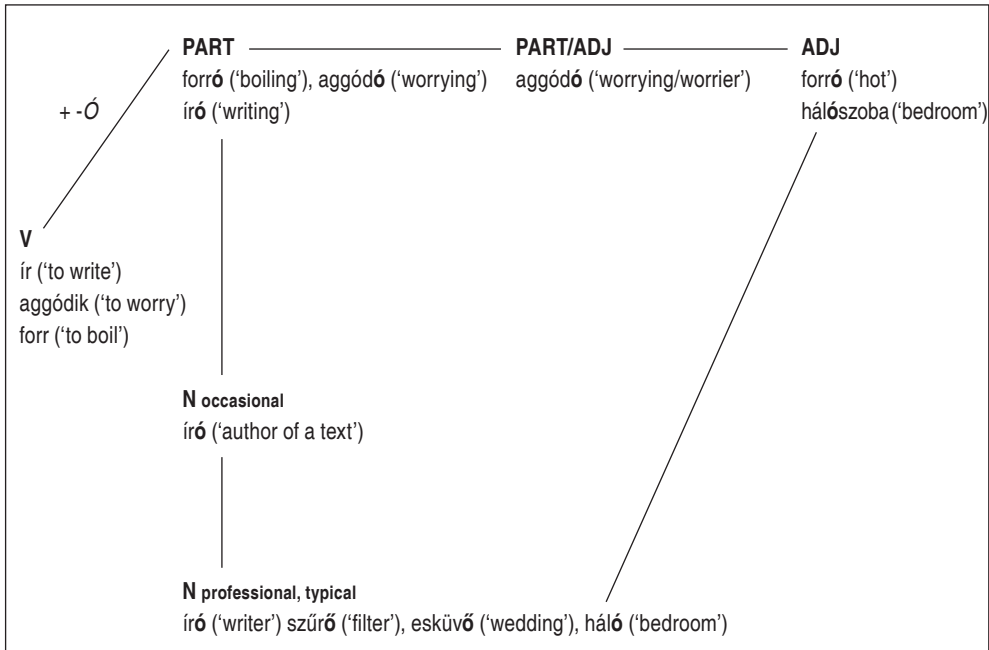 PART PART/ADJ ADJ
forró (‘boiling’), aggódó (‘worrying’) aggódó (‘worrying/worrier’) forró (‘hot’)
író (‘writing’) hálószoba (‘bedroom’)
+ -Ó
V
ír (‘to write’)
aggódik (‘to worry’)
forr (‘to boil’)
N occasional
író (‘author of a text’)
N professional, typical
író (‘writer’) szűrő (‘filter’), esküvő (‘wedding’), háló (‘bedroom’)